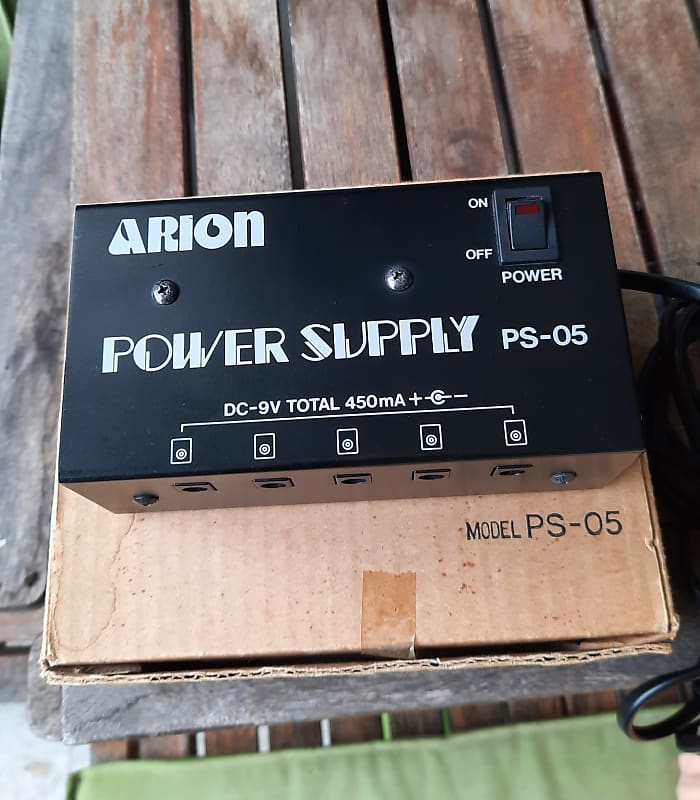 ARION
ON
OFF
POWER
POWER SUPPLY PS-05
DC-9V TOTAL 450mA + −
MODEL PS-05